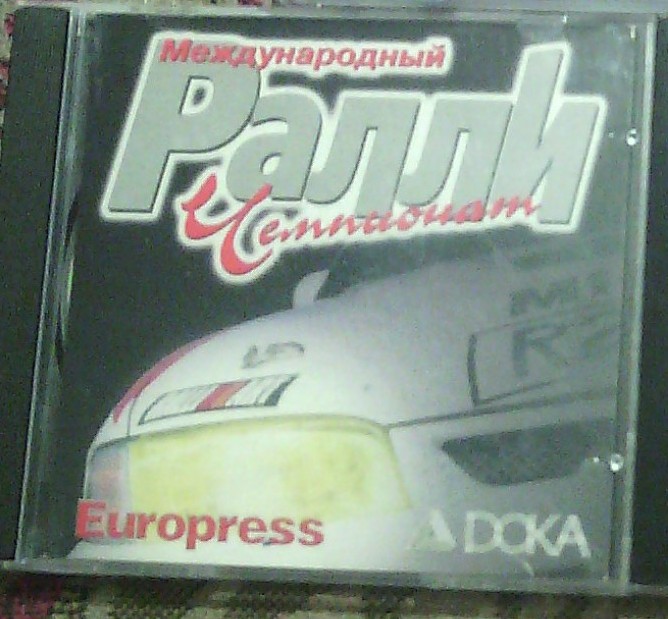 Международный
Ралли
Чемпионат
Europress
DOKA